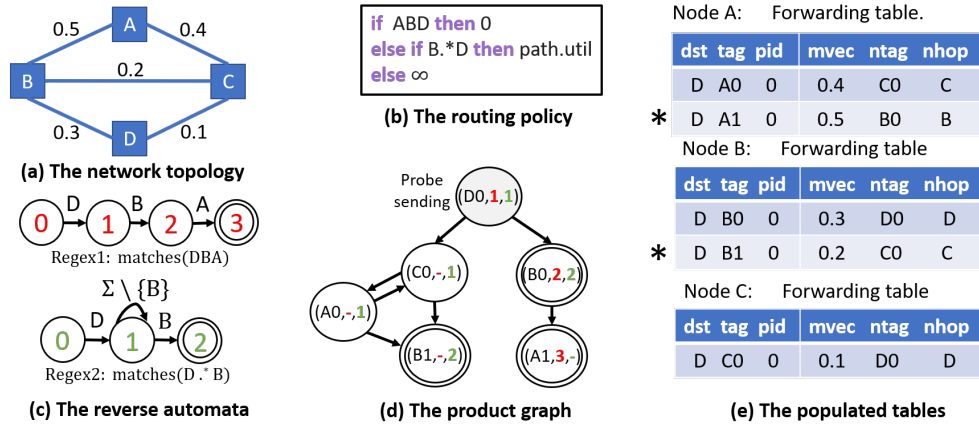 A
0.5
0.4
B
0.2
C
0.3
0.1
D
(a) The network topology
if ABD then 0
else if B.*D then path.util
else ∞
(b) The routing policy
0 D 1 B 2 A 3
Regex1: matches(DBA)
Σ \ {B}
0 D 1 B 2
Regex2: matches(D.*B)
(c) The reverse automata
Probe
sending
(D0,1,1)
(C0,-,1)
(B0,2,2)
(A0,-,1)
(B1,-,2)
(A1,3,-)
(d) The product graph
Node A: Forwarding table.
dst tag pid mvec ntag nhop
D A0 0 0.4 C0 C
* D A1 0 0.5 B0 B
Node B: Forwarding table
dst tag pid mvec ntag nhop
D B0 0 0.3 D0 D
* D B1 0 0.2 C0 C
Node C: Forwarding table
dst tag pid mvec ntag nhop
D C0 0 0.1 D0 D
(e) The populated tables